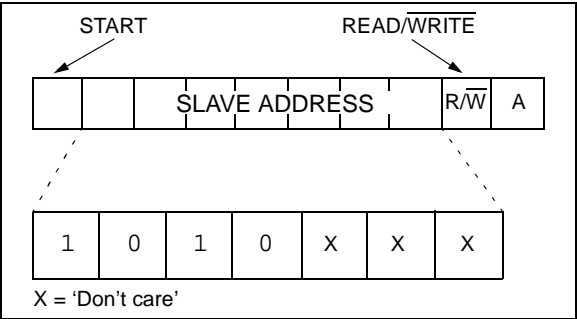 START READ/WRITE
SLAVE ADDRESS R/W A
1 0 1 0 X X X
X = 'Don't care'